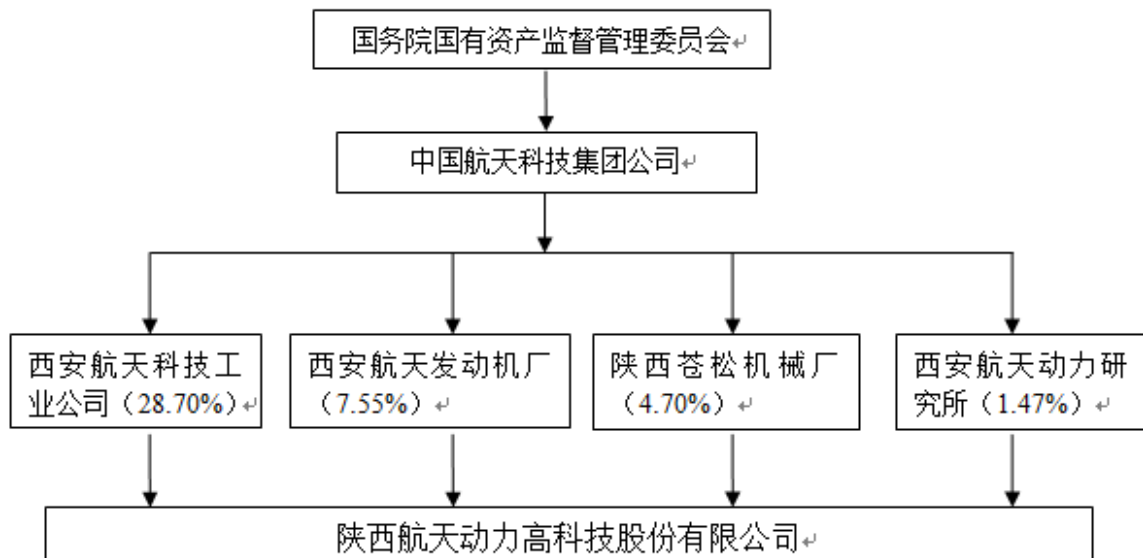 国务院国有资产监督管理委员会↵
中国航天科技集团公司↵
西安航天科技工
业公司（28.70%）↵
西安航天发动机厂
（7.55%）↵
陕西苍松机械厂
（4.70%）↵
西安航天动力研
究所（1.47%）↵
陕西航天动力高科技股份有限公司↵